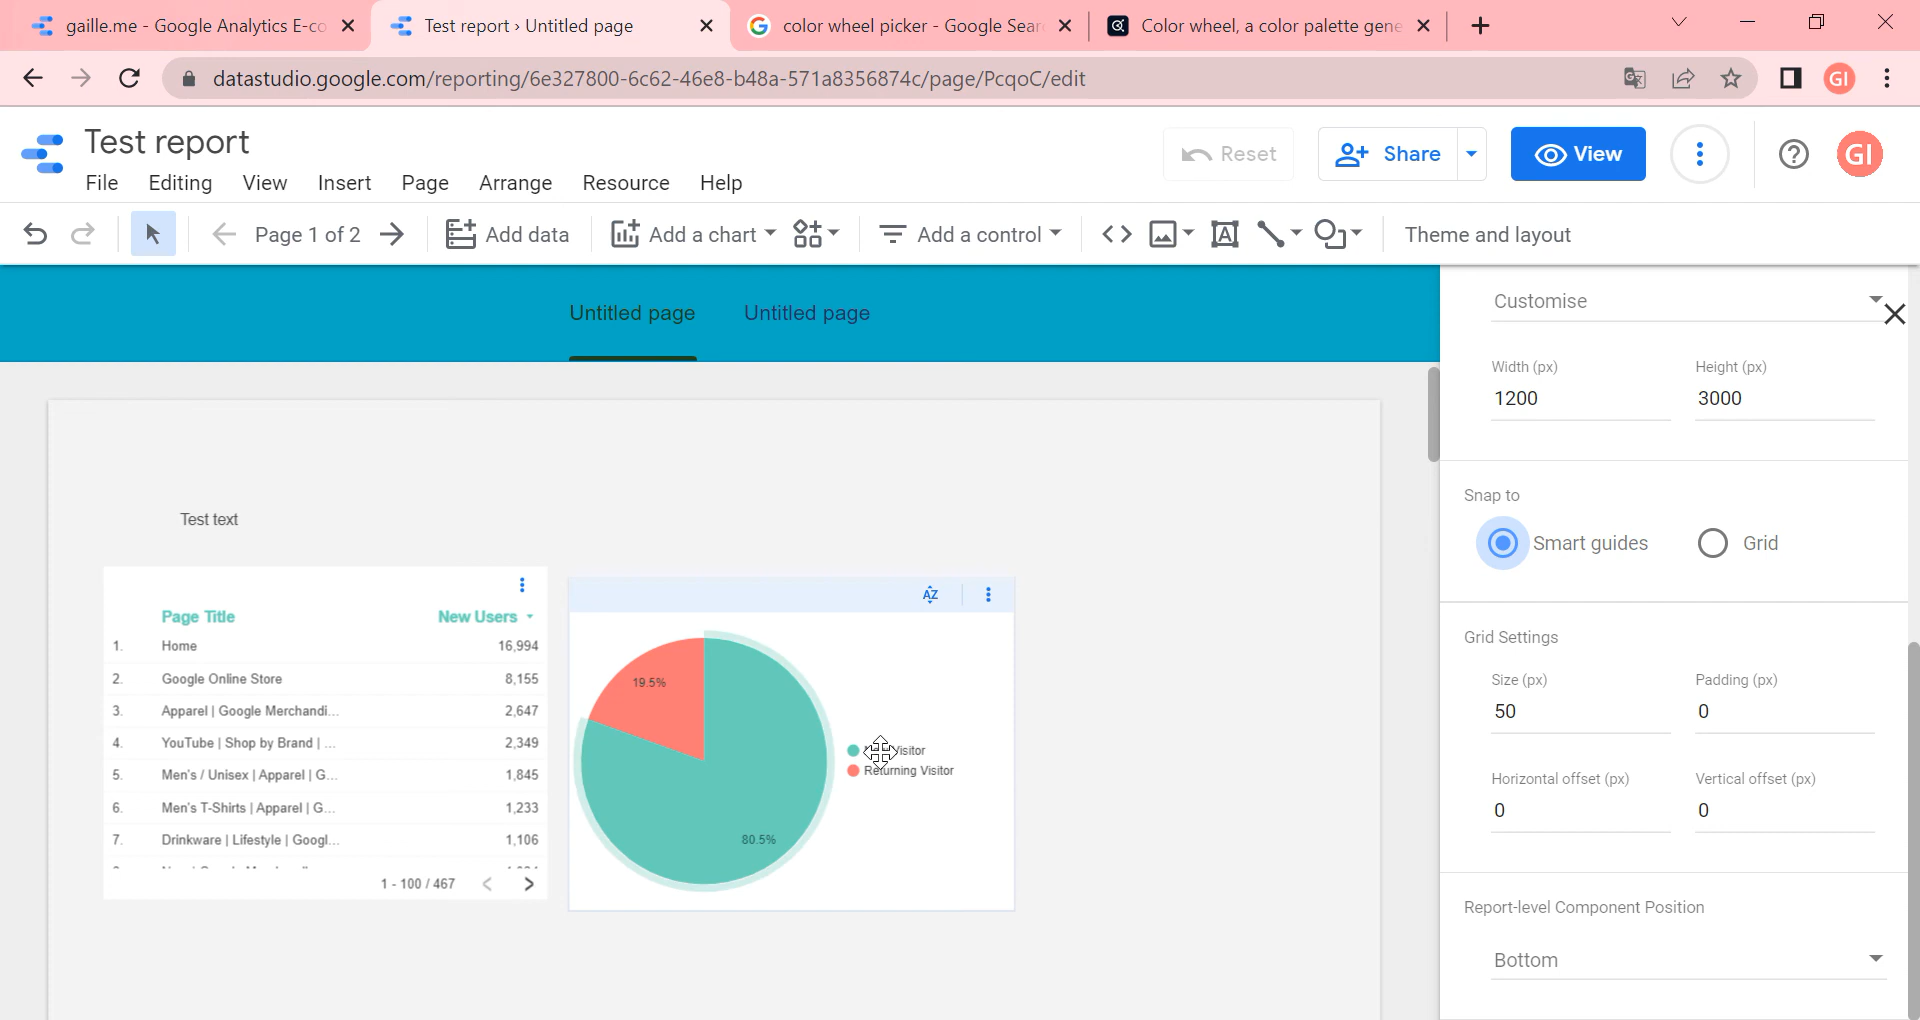 gaille.me - Google Analytics E-co
Test report › Untitled page
color wheel picker - Google Sear
Color wheel, a color palette gene
datastudio.google.com/reporting/6e327800-6c62-46e8-b48a-571a8356874c/page/PcqoC/edit
GI
Test report
Reset
Share
View
GI
File Editing View Insert Page Arrange Resource Help
Page 1 of 2
Add data
Add a chart
Add a control
Theme and layout
Untitled page
Untitled page
Test text
Page Title New Users
1. Home 16,994
2. Google Online Store 8,155
3. Apparel | Google Merchandi... 2,647
4. YouTube | Shop by Brand | ... 2,349
5. Men's / Unisex | Apparel | G... 1,845
6. Men's T-Shirts | Apparel | G... 1,233
7. Drinkware | Lifestyle | Googl... 1,106
1 - 100 / 467
AZ
19.5%
80.5%
Visitor
Returning Visitor
Customise
Width (px) Height (px)
1200 3000
Snap to
Smart guides Grid
Grid Settings
Size (px) Padding (px)
50 0
Horizontal offset (px) Vertical offset (px)
0 0
Report-level Component Position
Bottom